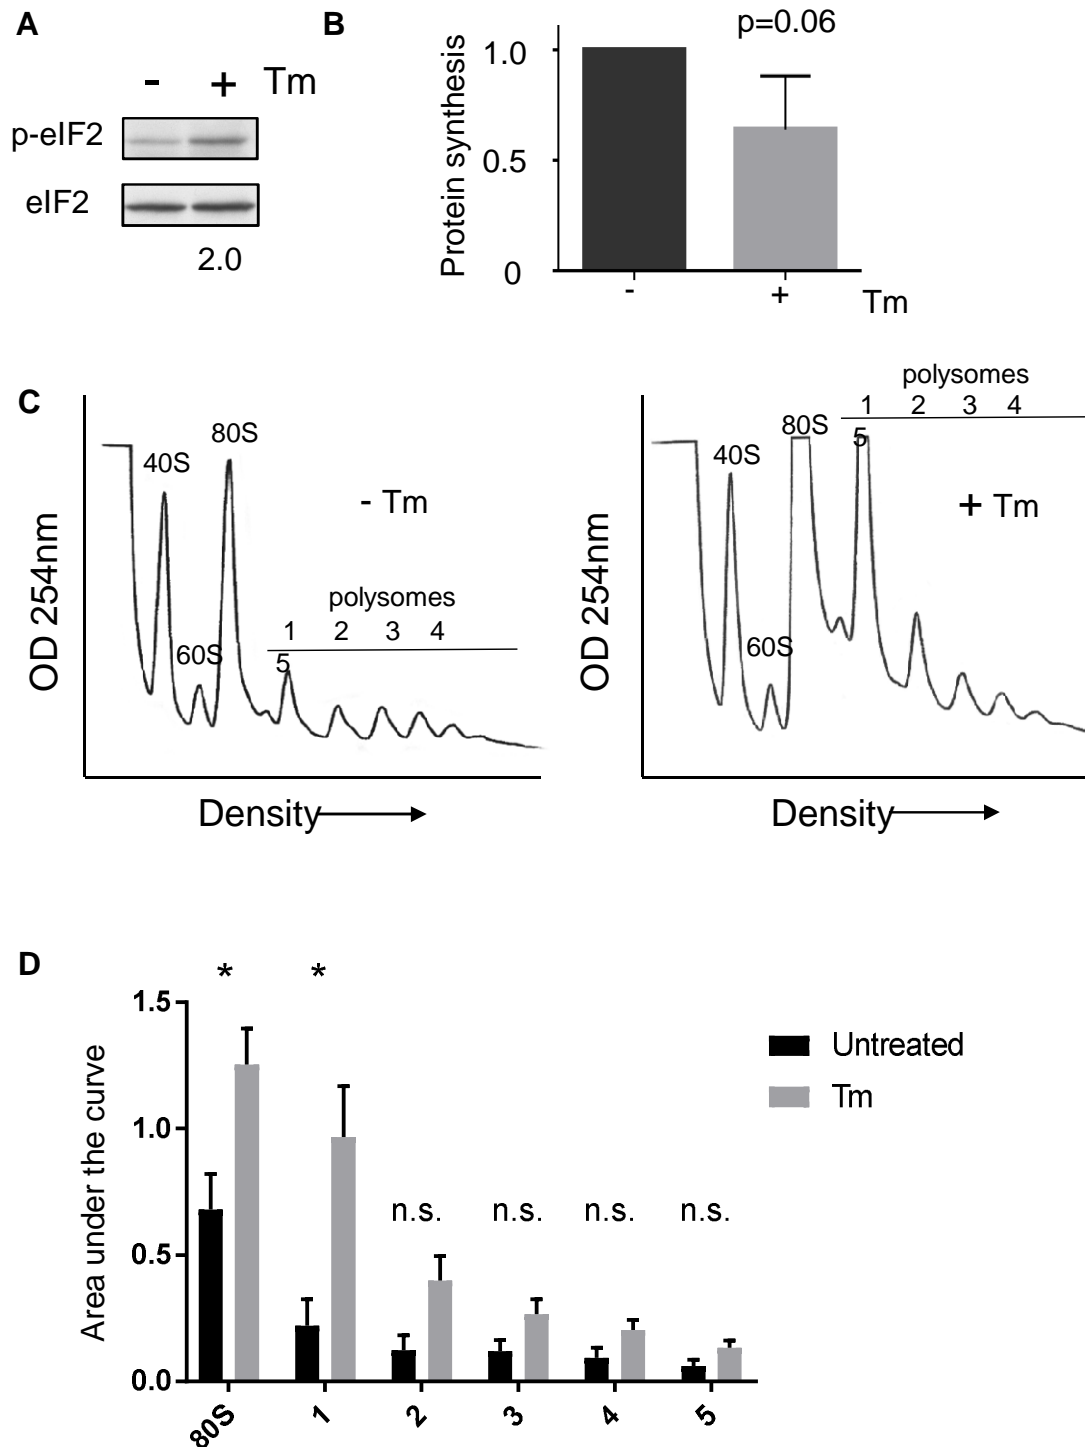 A
- + Tm
p-eIF2
eIF2
2.0
B
p=0.06
Protein synthesis
1.0
0.5
0
- + Tm
C
OD 254nm
40S
60S
80S
- Tm
polysomes
1 2 3 4
5
Density
OD 254nm
40S
60S
80S
polysomes
1 2 3 4
5
+ Tm
Density
D
* *
Area under the curve
1.5
1.0
0.5
0.0
n.s. n.s. n.s. n.s.
80S 1 2 3 4 5
Untreated
Tm